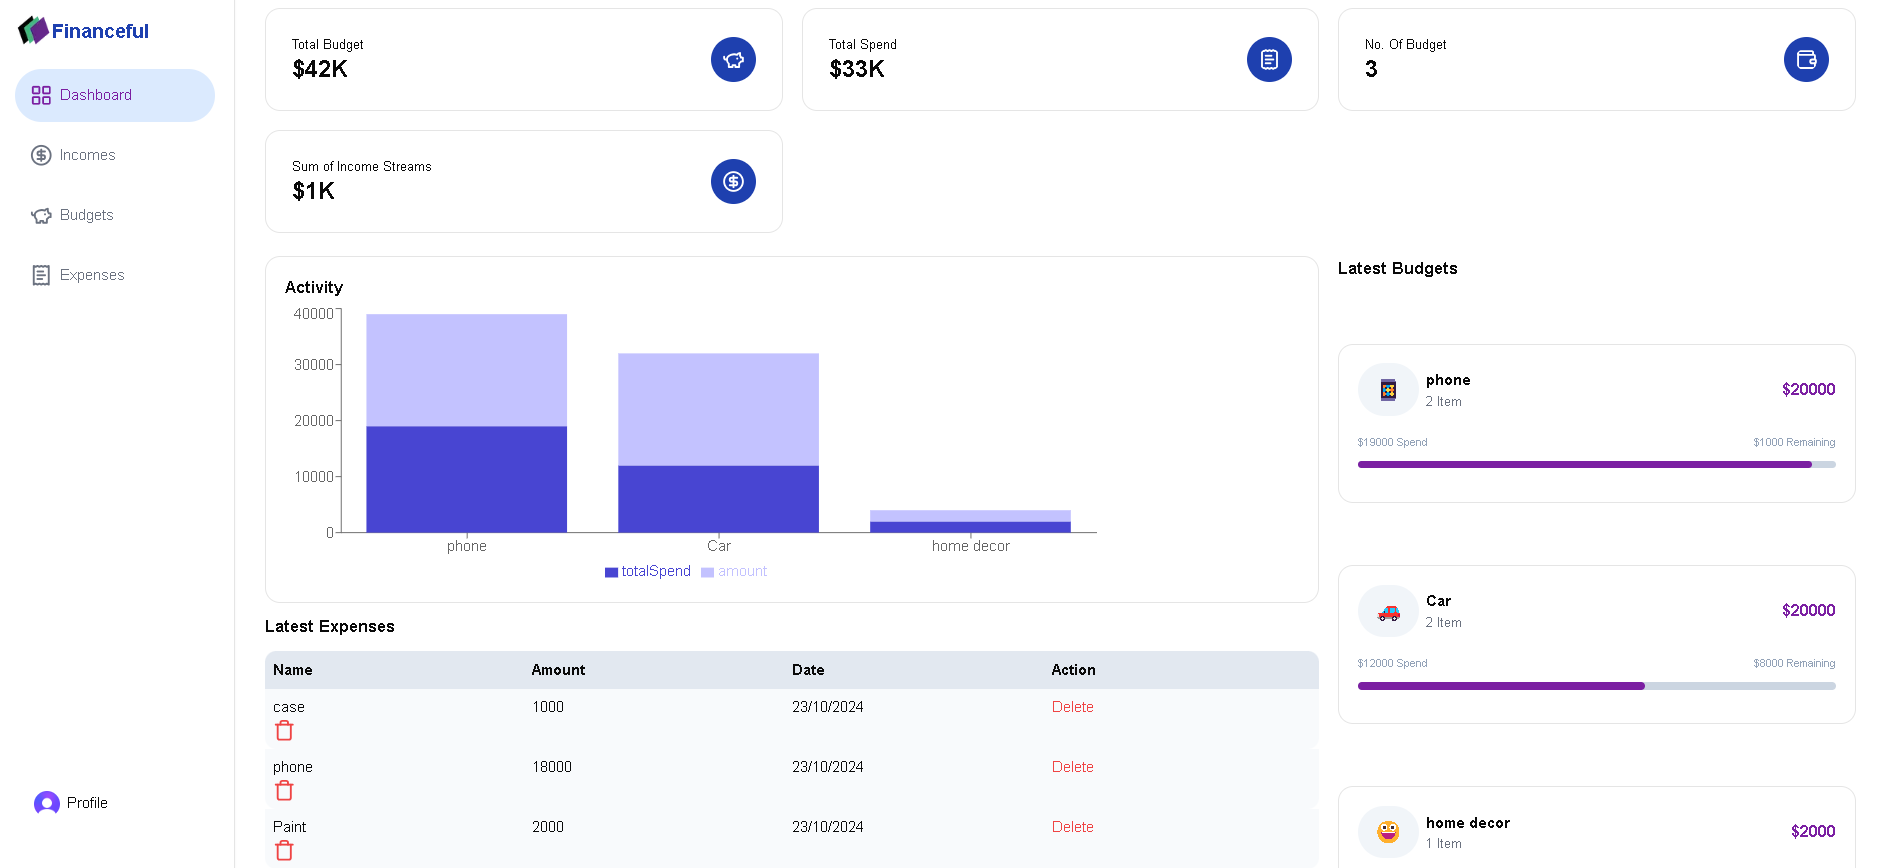 Financeful
Dashboard
Incomes
Budgets
Expenses
Profile
Total Budget
$42K
Total Spend
$33K
No. Of Budget
3
Sum of Income Streams
$1K
Activity
40000
30000
20000
10000
0
phone Car home decor
totalSpend amount
Latest Expenses
Name Amount Date Action
case 1000 23/10/2024 Delete
phone 18000 23/10/2024 Delete
Paint 2000 23/10/2024 Delete
Latest Budgets
phone
2 Item
$20000
$19000 Spend $1000 Remaining
Car
2 Item
$20000
$12000 Spend $8000 Remaining
home decor
1 Item
$2000